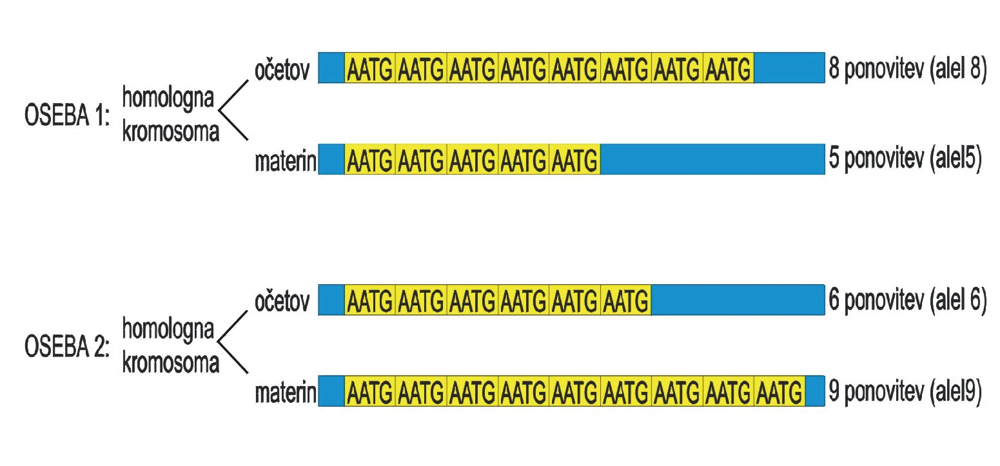 očetov AATG AATG AATG AATG AATG AATG AATG AATG 8 ponovitev (alel 8)
OSEBA 1: homologna
kromosoma
materin AATG AATG AATG AATG AATG 5 ponovitev (alel5)
očetov AATG AATG AATG AATG AATG AATG 6 ponovitev (alel 6)
OSEBA 2: homologna
kromosoma
materin AATG AATG AATG AATG AATG AATG AATG AATG AATG 9 ponovitev (alel9)